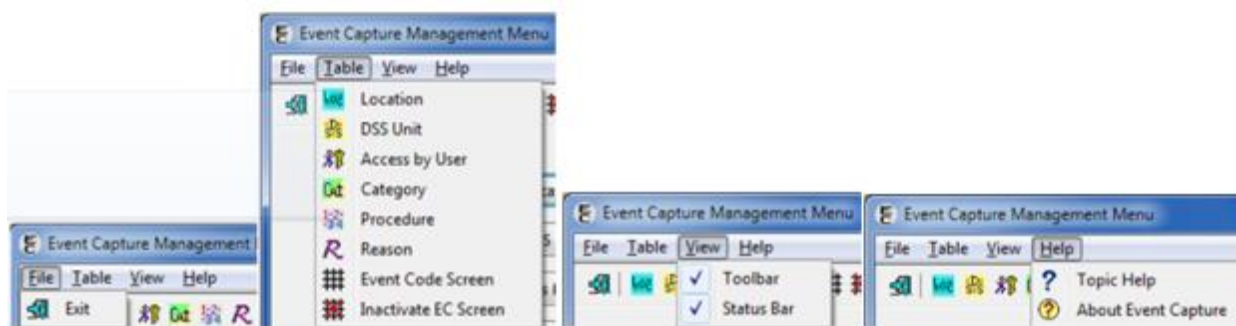 Event Capture Management
File Table View Help
Exit
Event Capture Management Menu
File Table View Help
Location
DSS Unit
Access by User
Category
Procedure
Reason
Event Code Screen
Inactivate EC Screen
Event Capture Management Menu
File Table View Help
Toolbar
Status Bar
Event Capture Management Menu
File Table View Help
Topic Help
About Event Capture